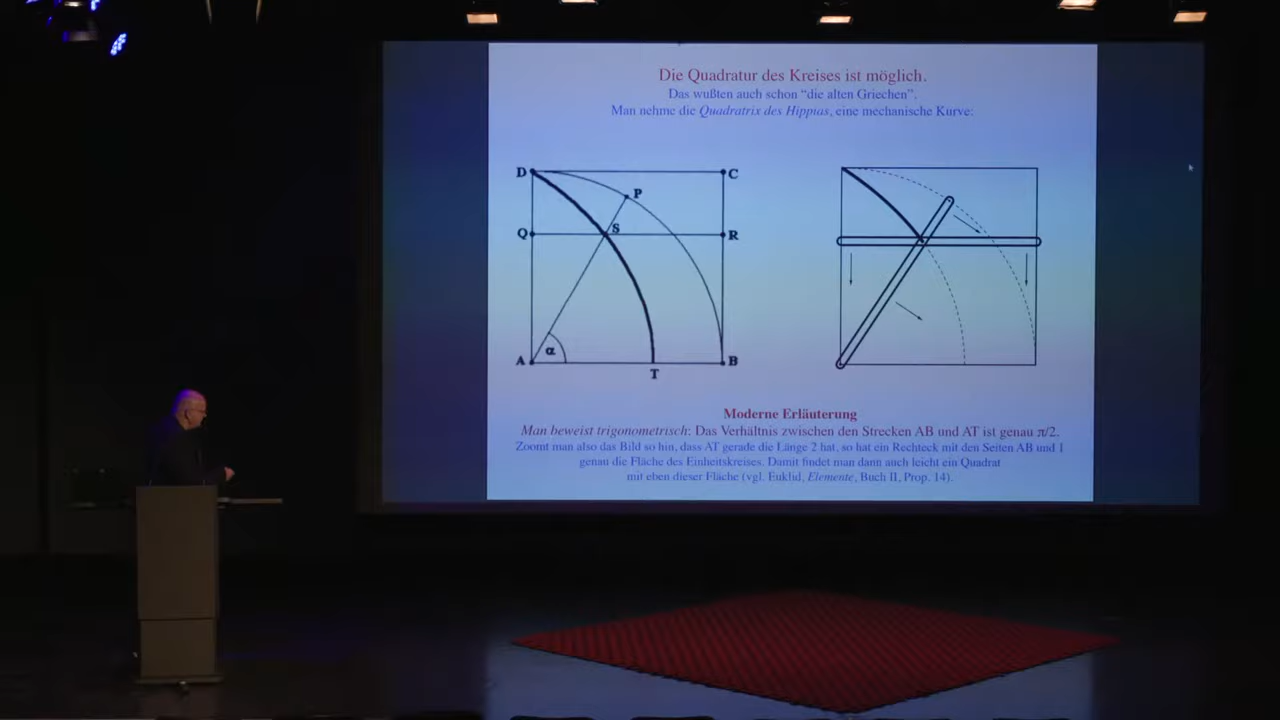 Die Quadratur des Kreises ist möglich.
Das wußten auch schon “die alten Griechen”.
Man nehme die Quadratrix des Hippias, eine mechanische Kurve:
D C
P
Q S R
α
A B
T
Moderne Erläuterung
Man beweist trigonometrisch: Das Verhältnis zwischen den Strecken AB und AT ist genau π/2.
Zoomt man also das Bild so hin, dass AT gerade die Länge 2 hat, so hat ein Rechteck mit den Seiten AB und 1
genau die Fläche des Einheitskreises. Damit findet man dann auch leicht ein Quadrat
mit eben dieser Fläche (vgl. Euklid, Elemente, Buch II, Prop. 14).